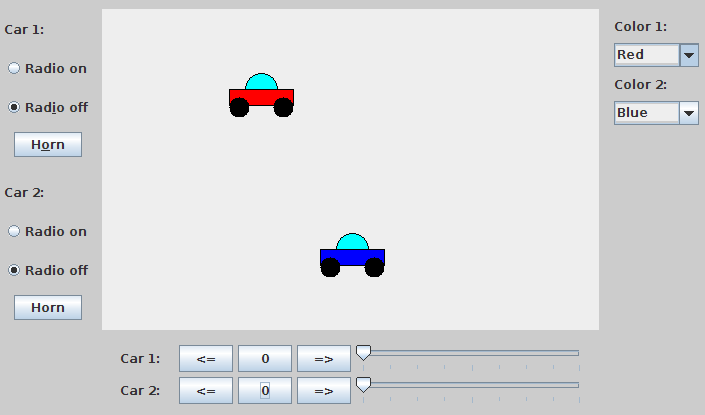 Car 1:
Radio on
Radio off
Horn
Car 2:
Radio on
Radio off
Horn
Color 1:
Red
Color 2:
Blue
Car 1: <= 0 =>
Car 2: <= 0 =>